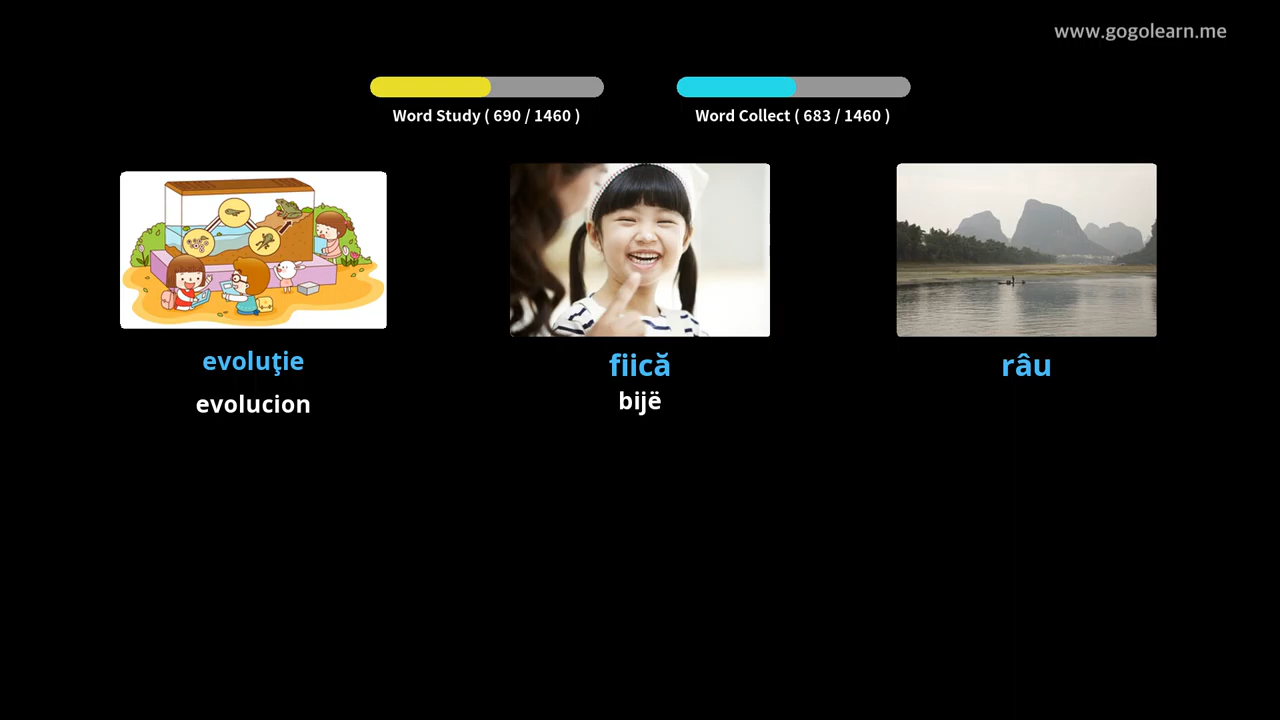 www.gogolearn.me
Word Study ( 690 / 1460 )
Word Collect ( 683 / 1460 )
evoluţie
evolucion
fiică
bijë
râu